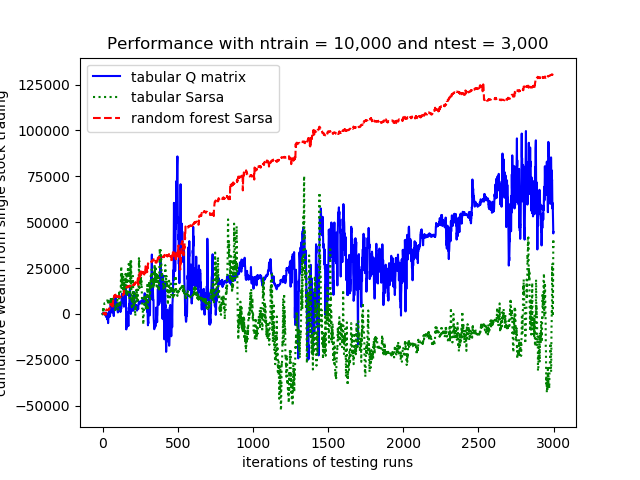 Performance with ntrain = 10,000 and ntest = 3,000
tabular Q matrix
tabular Sarsa
random forest Sarsa
125000
100000
75000
50000
25000
0
−25000
−50000
cumulative wealth from single stock trading
0 500 1000 1500 2000 2500 3000
iterations of testing runs